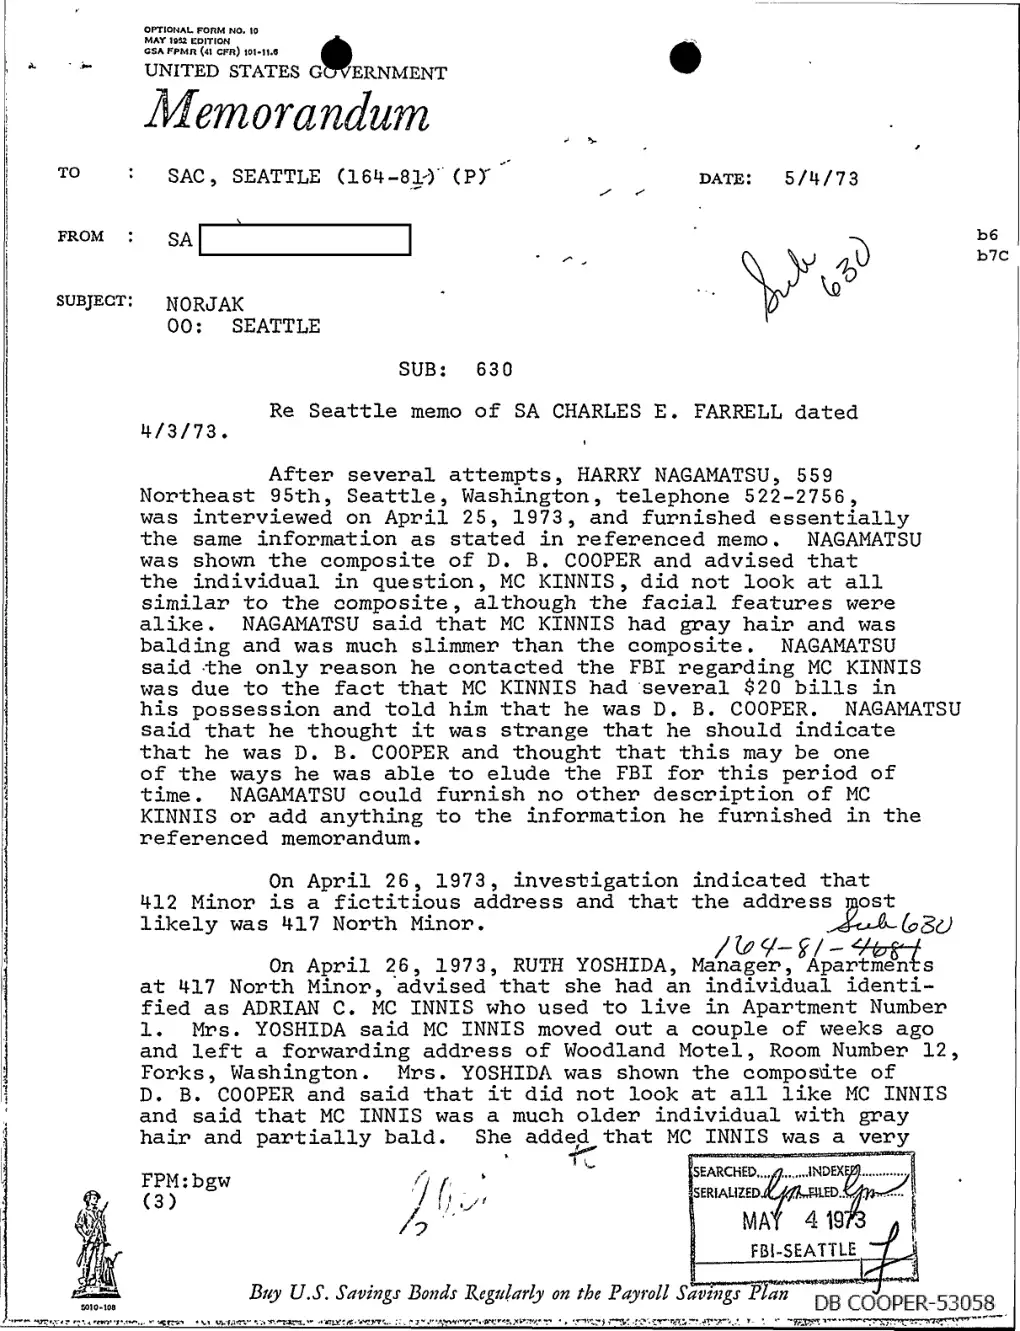 OPTIONAL FORM NO. 10
MAY 1962 EDITION
GSA FPMR (41 CFR) 101-11.6
UNITED STATES GOVERNMENT
Memorandum
TO : SAC, SEATTLE (164-81) (P)
DATE: 5/4/73
FROM : SA
b6
b7C
Sub 630
SUBJECT: NORJAK
OO: SEATTLE
SUB: 630
Re Seattle memo of SA CHARLES E. FARRELL dated
4/3/73.
After several attempts, HARRY NAGAMATSU, 559
Northeast 95th, Seattle, Washington, telephone 522-2756,
was interviewed on April 25, 1973, and furnished essentially
the same information as stated in referenced memo. NAGAMATSU
was shown the composite of D. B. COOPER and advised that
the individual in question, MC KINNIS, did not look at all
similar to the composite, although the facial features were
alike. NAGAMATSU said that MC KINNIS had gray hair and was
balding and was much slimmer than the composite. NAGAMATSU
said the only reason he contacted the FBI regarding MC KINNIS
was due to the fact that MC KINNIS had several $20 bills in
his possession and told him that he was D. B. COOPER. NAGAMATSU
said that he thought it was strange that he should indicate
that he was D. B. COOPER and thought that this may be one
of the ways he was able to elude the FBI for this period of
time. NAGAMATSU could furnish no other description of MC
KINNIS or add anything to the information he furnished in the
referenced memorandum.
On April 26, 1973, investigation indicated that
412 Minor is a fictitious address and that the address most
likely was 417 North Minor.
Sub 630
164-81-4681
On April 26, 1973, RUTH YOSHIDA, Manager, Apartments
at 417 North Minor, advised that she had an individual identi-
fied as ADRIAN C. MC INNIS who used to live in Apartment Number
1. Mrs. YOSHIDA said MC INNIS moved out a couple of weeks ago
and left a forwarding address of Woodland Motel, Room Number 12,
Forks, Washington. Mrs. YOSHIDA was shown the composite of
D. B. COOPER and said that it did not look at all like MC INNIS
and said that MC INNIS was a much older individual with gray
hair and partially bald. She added that MC INNIS was a very
FPM:bgw
(3)
SEARCHED....INDEXED
SERIALIZED...FILED
MAY 4 1973
FBI-SEATTLE
5010-108
Buy U.S. Savings Bonds Regularly on the Payroll Savings Plan
DB COOPER-53058